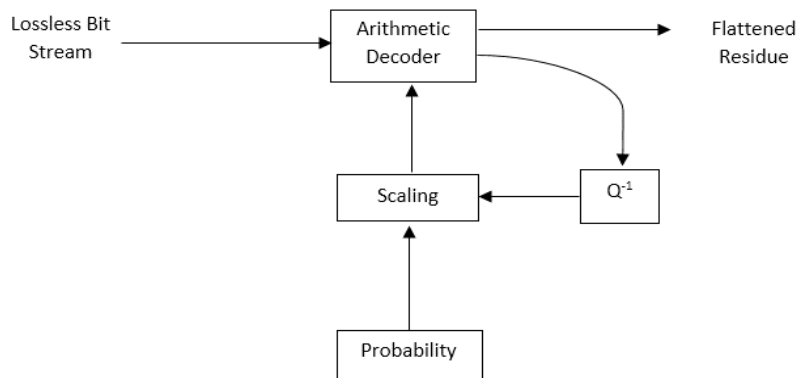 Lossless Bit
Stream
Arithmetic
Decoder
Flattened
Residue
Scaling
Q⁻¹
Probability